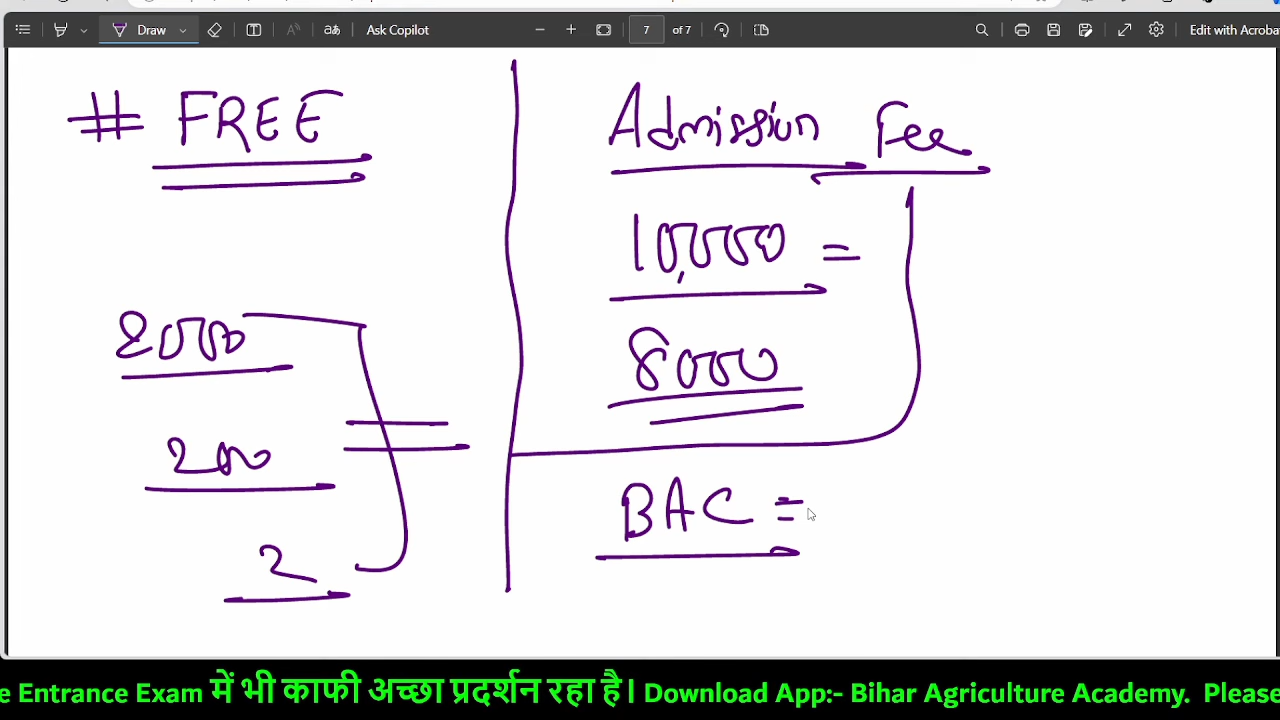 Draw
Ask Copilot
7 of 7
Edit with Acroba
# FREE
2000
200
2
Admission Fee
10,000 =
8000
BAC =
e Entrance Exam में भी काफी अच्छा प्रदर्शन रहा है। Download App:- Bihar Agriculture Academy. Please